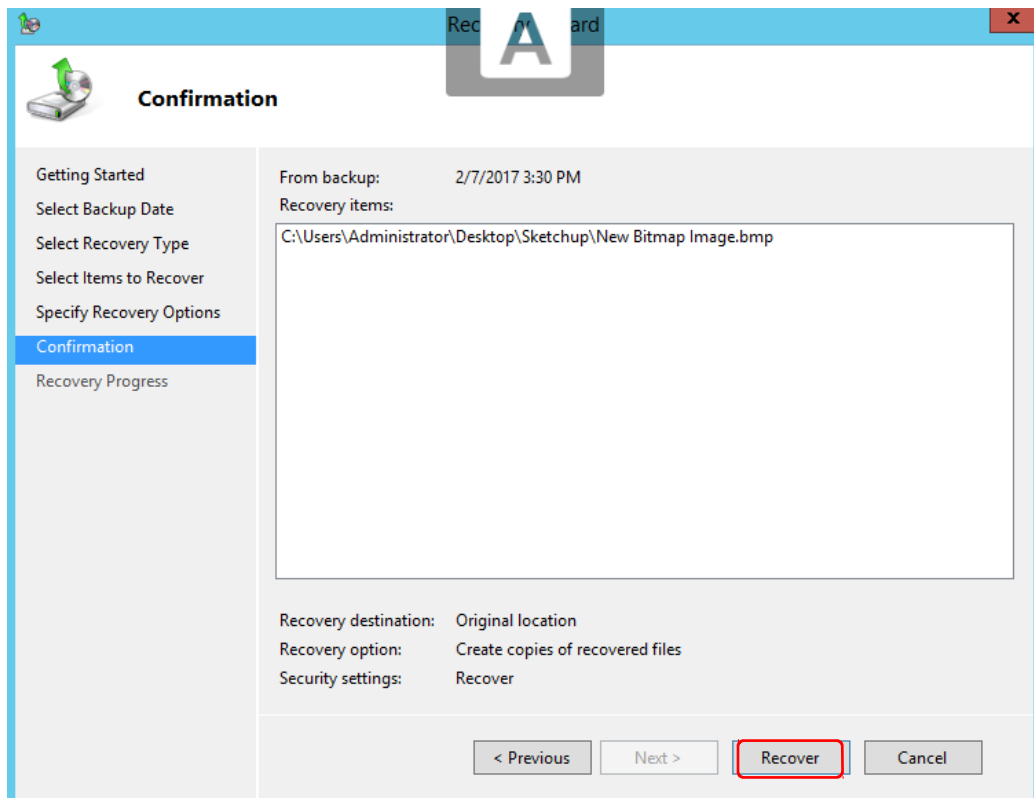 Rec ard
A
x
Confirmation
Getting Started
Select Backup Date
Select Recovery Type
Select Items to Recover
Specify Recovery Options
Confirmation
Recovery Progress
From backup: 2/7/2017 3:30 PM
Recovery items:
C:\Users\Administrator\Desktop\Sketchup\New Bitmap Image.bmp
Recovery destination: Original location
Recovery option: Create copies of recovered files
Security settings: Recover
< Previous Next > Recover Cancel